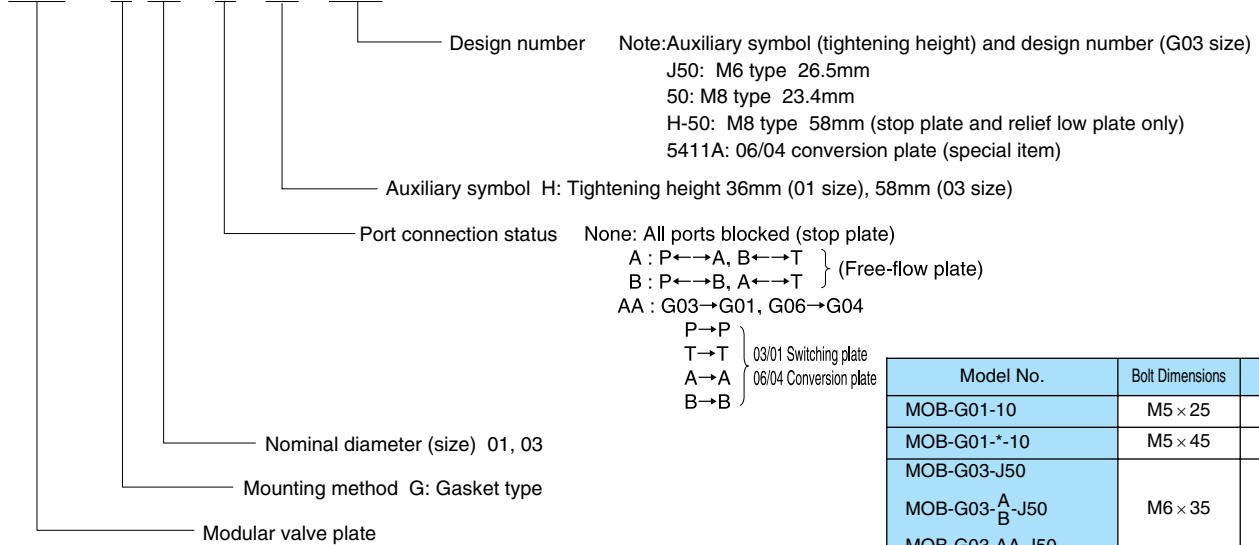 Design number Note:Auxiliary symbol (tightening height) and design number (G03 size)
J50: M6 type 26.5mm
50: M8 type 23.4mm
H-50: M8 type 58mm (stop plate and relief low plate only)
5411A: 06/04 conversion plate (special item)
Auxiliary symbol H: Tightening height 36mm (01 size), 58mm (03 size)
Port connection status None: All ports blocked (stop plate)
A : P←→A, B←→T
B : P←→B, A←→T
(Free-flow plate)
AA : G03→G01, G06→G04
P→P
T→T
A→A
B→B
03/01 Switching plate
06/04 Conversion plate
Nominal diameter (size) 01, 03
Mounting method G: Gasket type
Modular valve plate
Model No. Bolt Dimensions
MOB-G01-10 M5×25
MOB-G01-*-10 M5×45
MOB-G03-J50
MOB-G03-A/B-J50 M6×35
MOB-G03-AA-J50